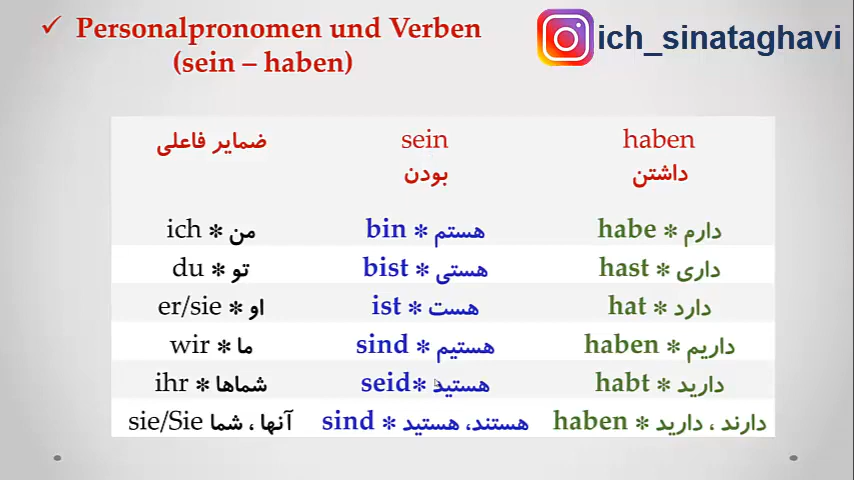 ✓ Personalpronomen und Verben
(sein – haben)
ich_sinataghavi
ضمایر فاعلی sein haben
بودن داشتن
ich * من bin * هستم habe * دارم
du * تو bist * هستی hast * داری
er/sie * او ist * هست hat * دارد
wir * ما sind * هستیم haben * داریم
ihr * شماها seid* هستید habt * دارید
sie/Sie آنها ، شما sind * هستند، هستید haben * دارند ، دارید